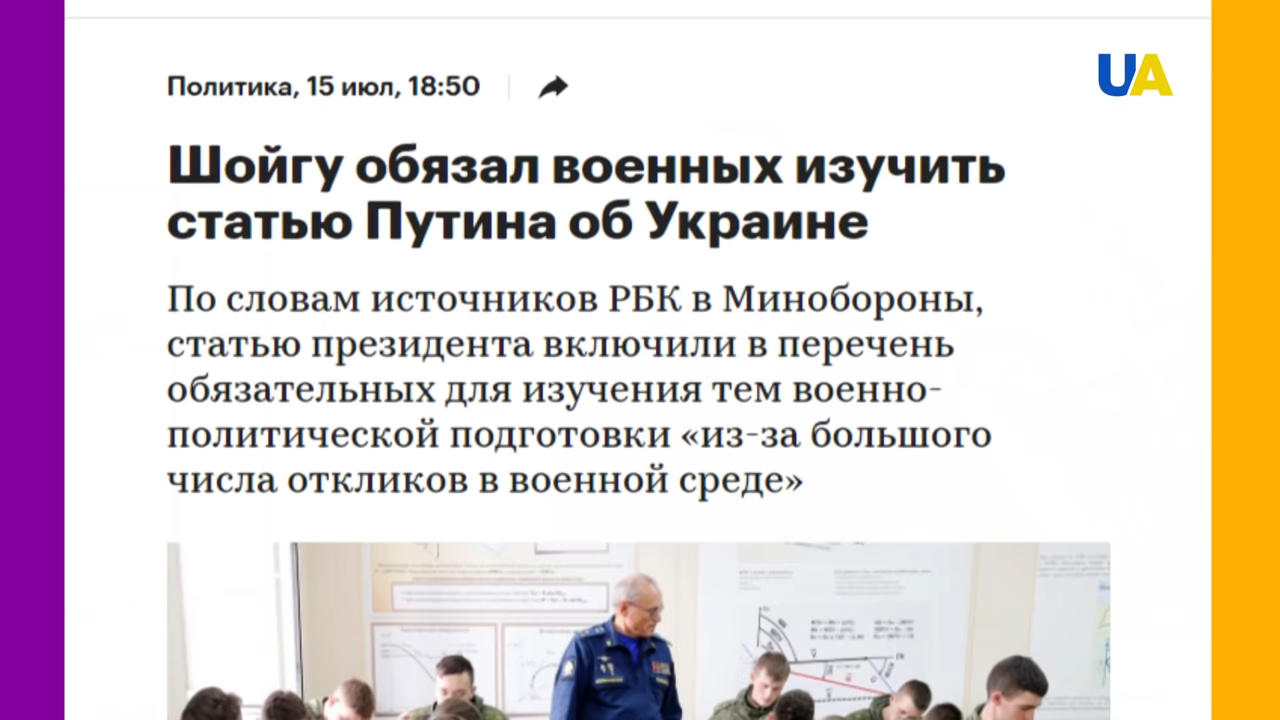 Политика, 15 июл, 18:50
UA
Шойгу обязал военных изучить
статью Путина об Украине
По словам источников РБК в Минобороны,
статью президента включили в перечень
обязательных для изучения тем военно-
политической подготовки «из-за большого
числа откликов в военной среде»